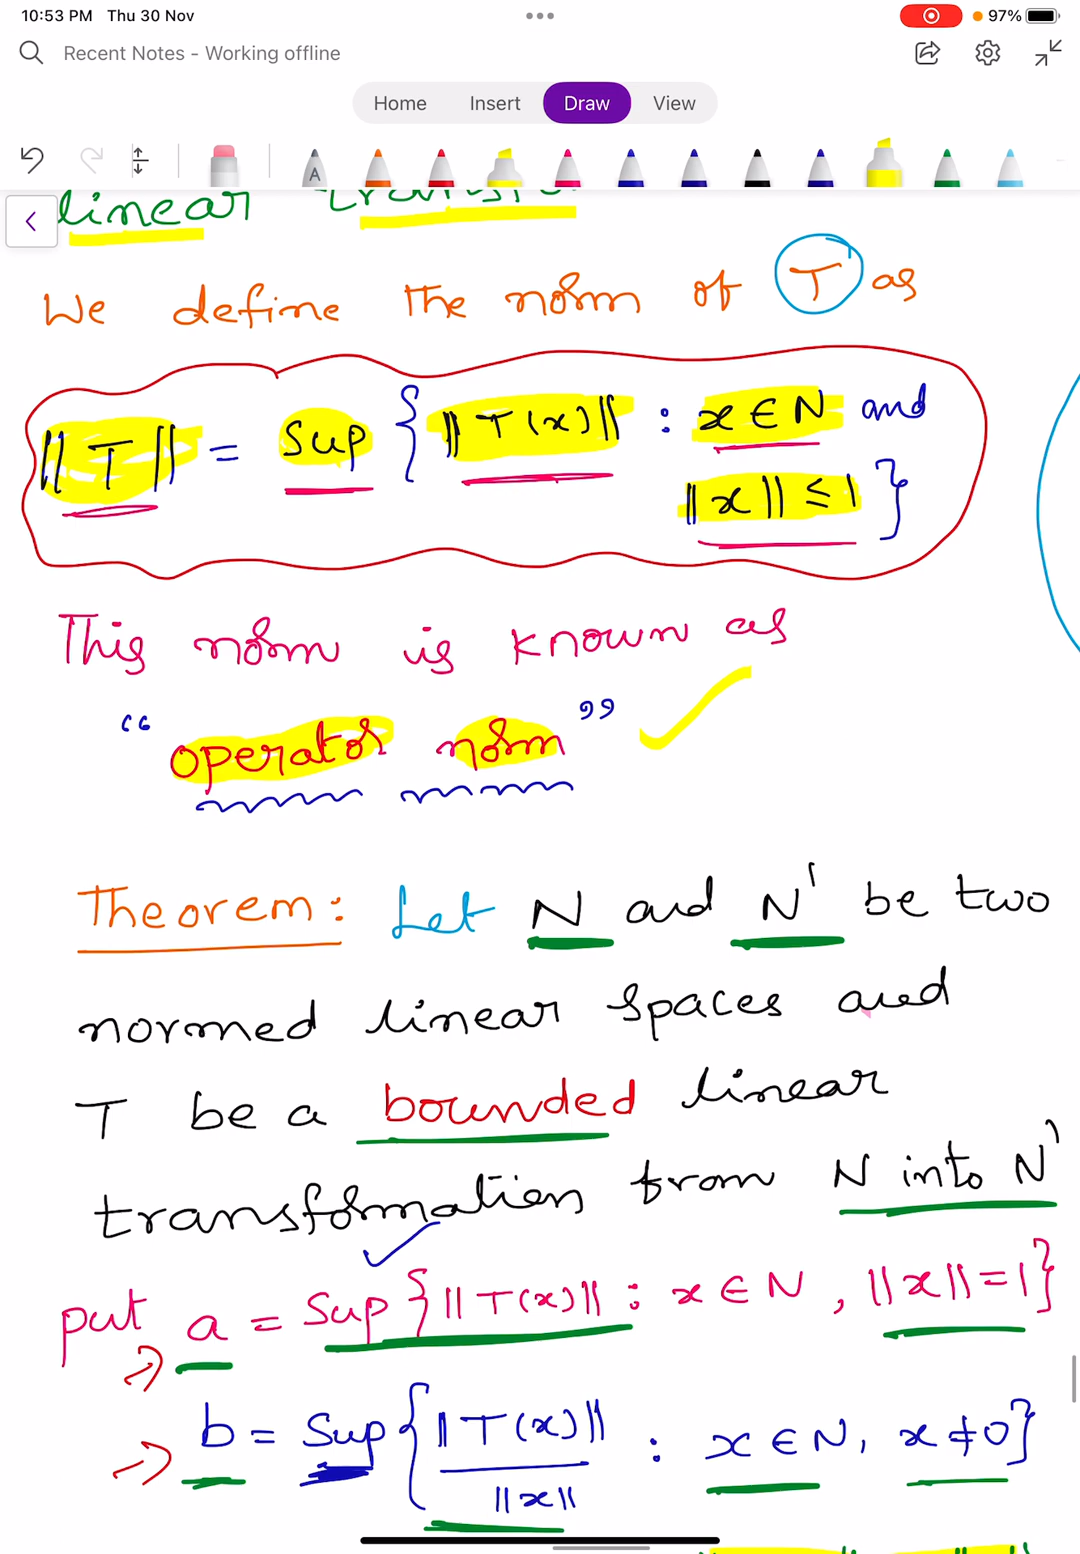 10:53 PM Thu 30 Nov
97%
Recent Notes - Working offline
Home Insert Draw View
A
linear
We define the norm of T as
||T|| = Sup { ||T(x)|| : x ∈ N and
||x|| ≤ 1 }
This norm is known as
“operator norm”
Theorem: Let N and N' be two
normed linear spaces and
T be a bounded linear
transformation from N into N'
put a = Sup { ||T(x)|| : x ∈ N, ||x|| = 1 }
b = Sup { ||T(x)|| / ||x|| : x ∈ N, x ≠ 0 }